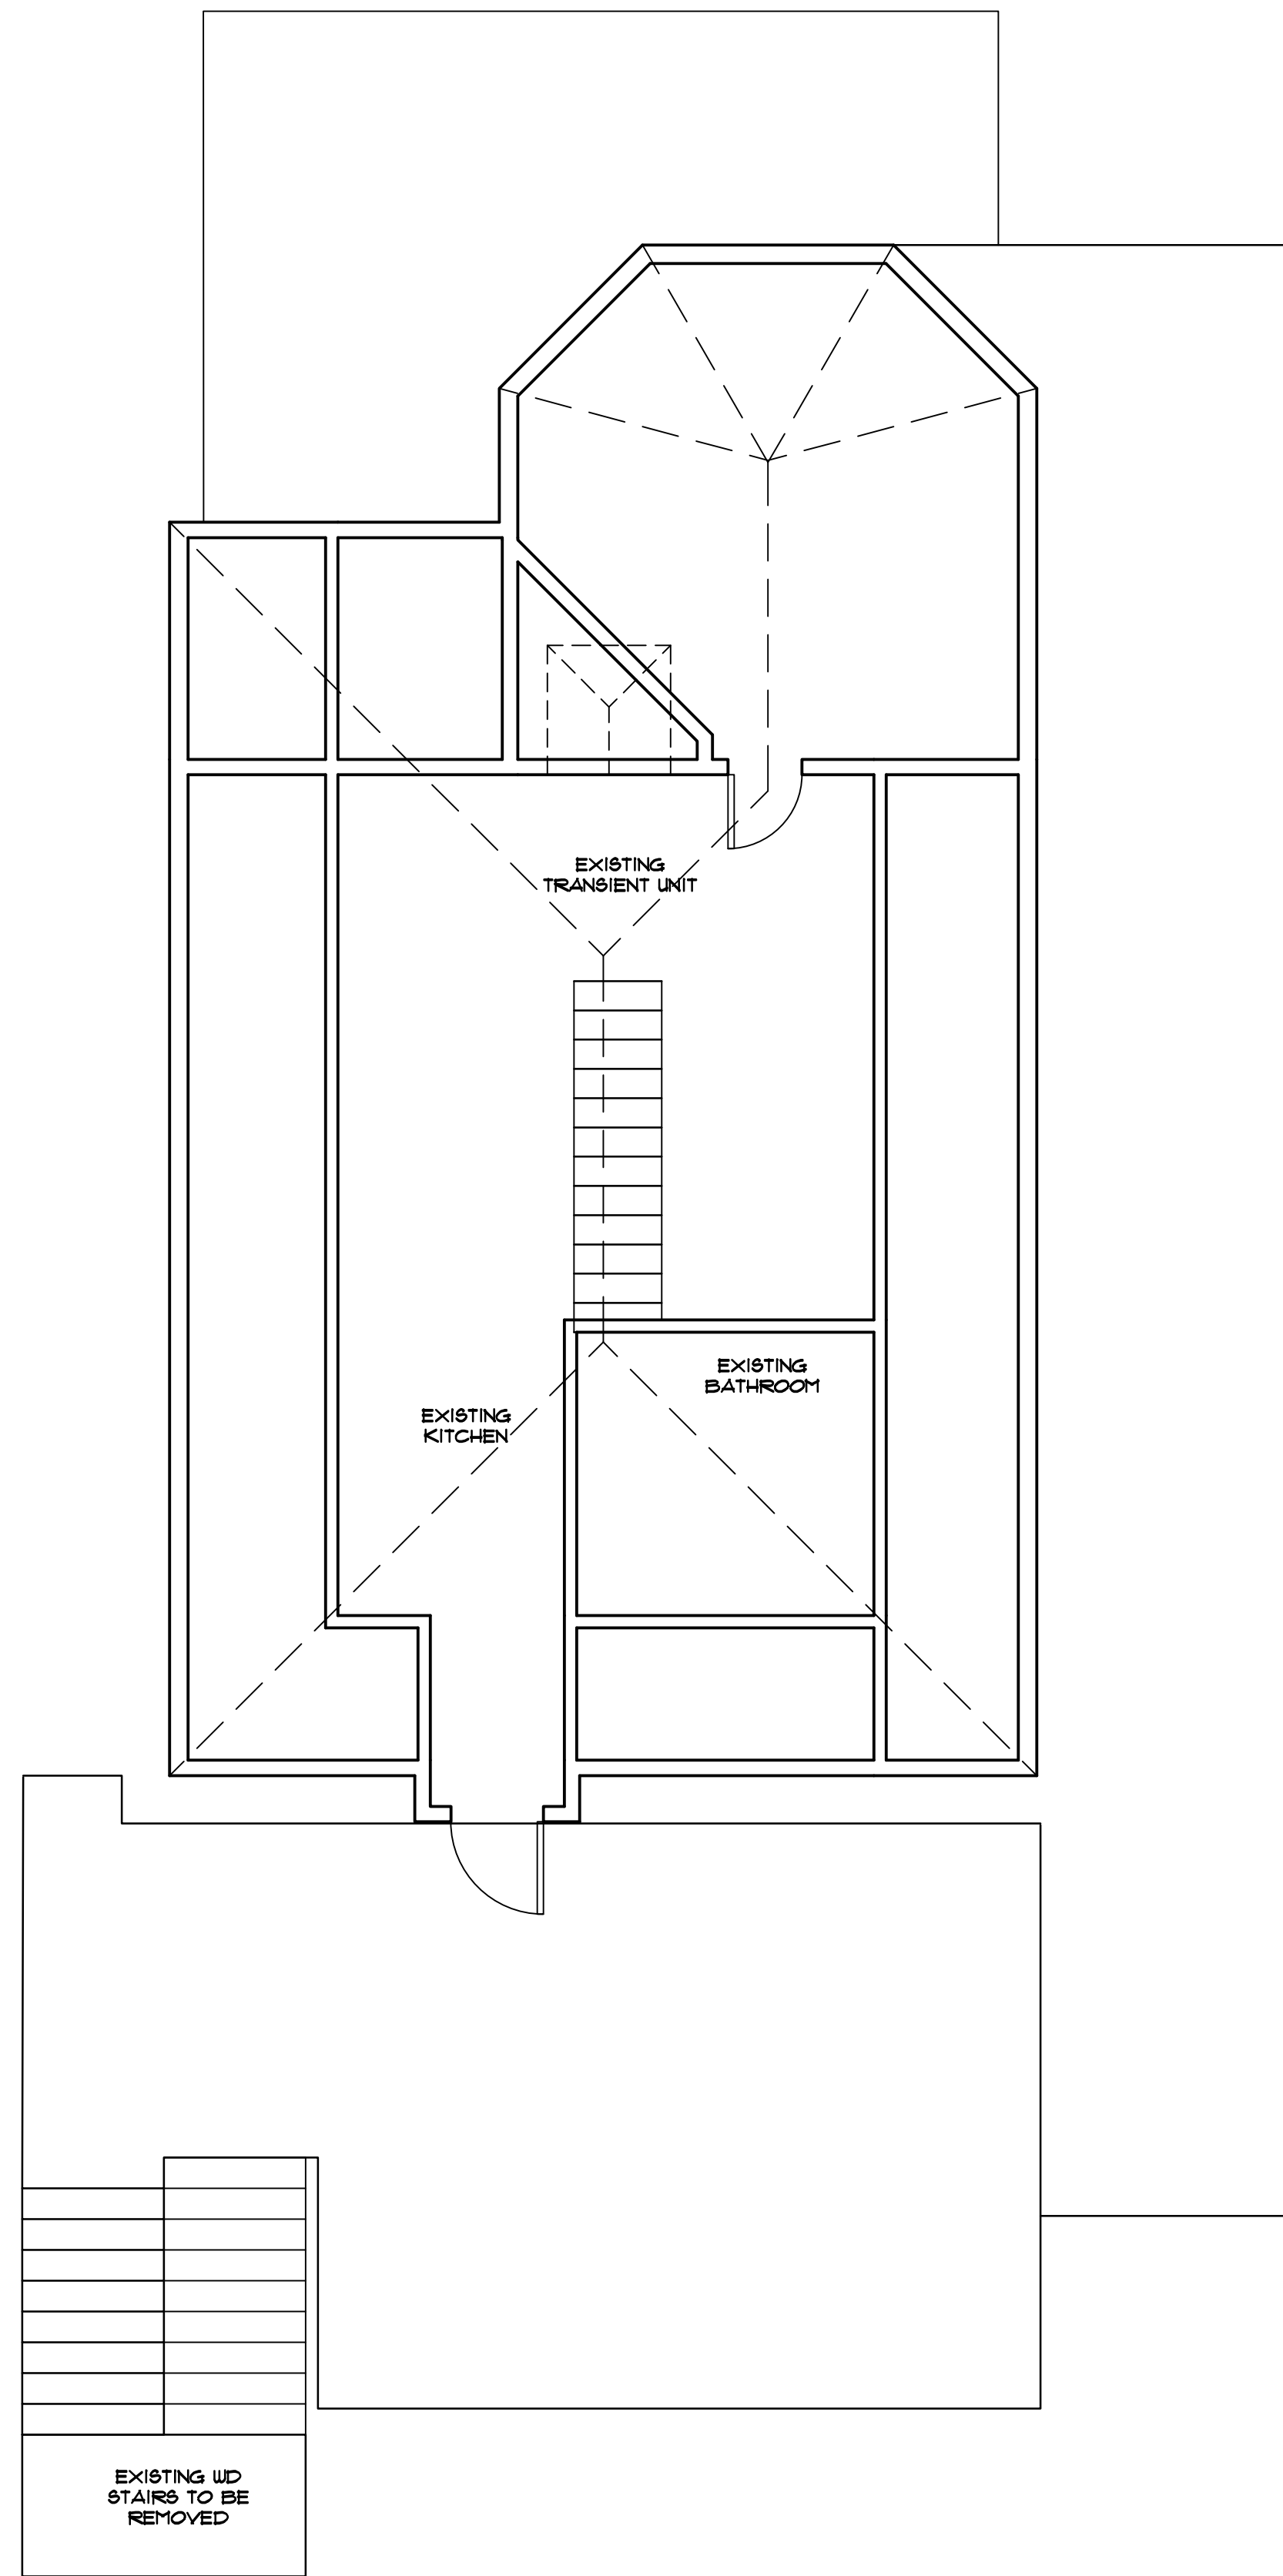 EXISTING
TRANSIENT UNIT
EXISTING
BATHROOM
EXISTING
KITCHEN
EXISTING WD
STAIRS TO BE
REMOVED